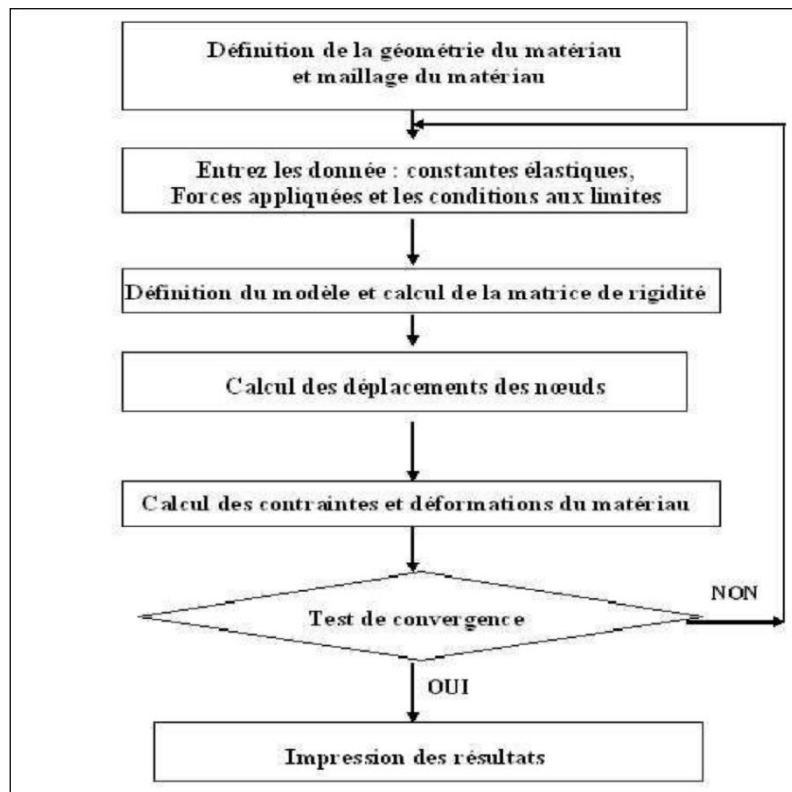 Définition de la géométrie du matériau
et maillage du matériau
Entrez les donnée : constantes élastiques,
Forces appliquées et les conditions aux limites
Définition du modèle et calcul de la matrice de rigidité
Calcul des déplacements des nœuds
Calcul des contraintes et déformations du matériau
NON
Test de convergence
OUI
Impression des résultats